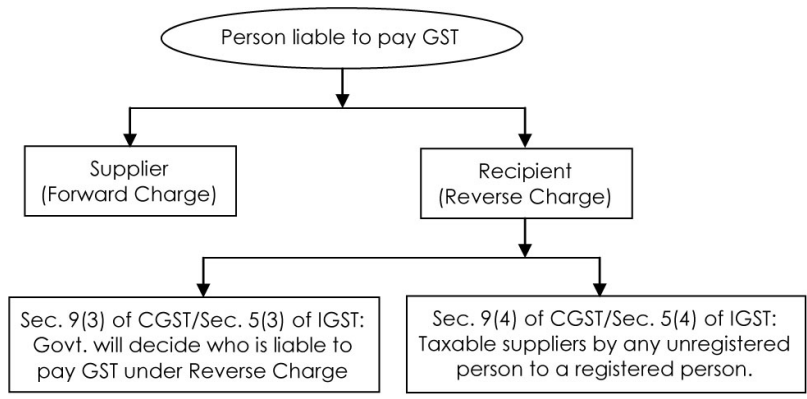 Person liable to pay GST
Supplier
(Forward Charge)
Recipient
(Reverse Charge)
Sec. 9(3) of CGST/Sec. 5(3) of IGST:
Govt. will decide who is liable to
pay GST under Reverse Charge
Sec. 9(4) of CGST/Sec. 5(4) of IGST:
Taxable suppliers by any unregistered
person to a registered person.